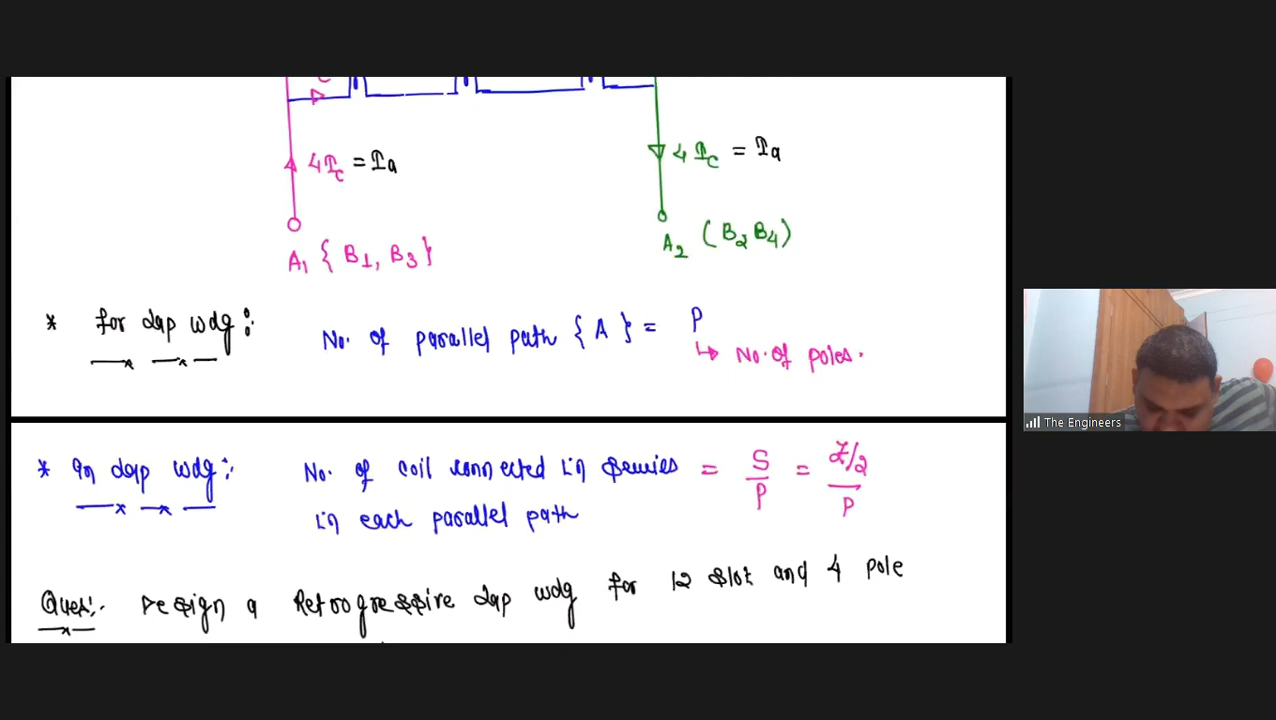 4Ic = Ia
4Ic = Ia
A1 { B1, B3 }
A2 (B2 B4)
* for Lap wdg :
No. of parallel path { A } = P
↳ No. of poles.
* In Lap wdg :
No. of coil connected in series = S/P = Z/2 / P
in each parallel path
Ques:- Design a Retrogressive Lap wdg for 12 slot and 4 pole
The Engineers